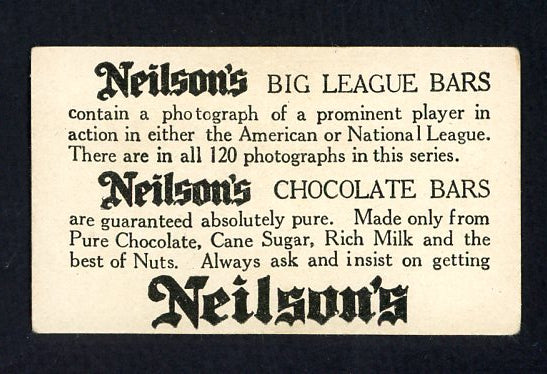 Neilson's BIG LEAGUE BARS
contain a photograph of a prominent player in
action in either the American or National League.
There are in all 120 photographs in this series.
Neilson's CHOCOLATE BARS
are guaranteed absolutely pure. Made only from
Pure Chocolate, Cane Sugar, Rich Milk and the
best of Nuts. Always ask and insist on getting
Neilson's